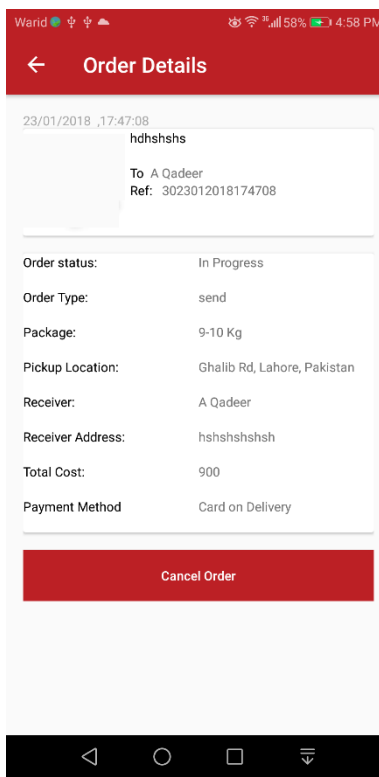 Warid 58% 4:58 PM
Order Details
23/01/2018 ,17:47:08
hdhshshs
To A Qadeer
Ref: 3023012018174708
Order status: In Progress
Order Type: send
Package: 9-10 Kg
Pickup Location: Ghalib Rd, Lahore, Pakistan
Receiver: A Qadeer
Receiver Address: hshshshshsh
Total Cost: 900
Payment Method Card on Delivery
Cancel Order